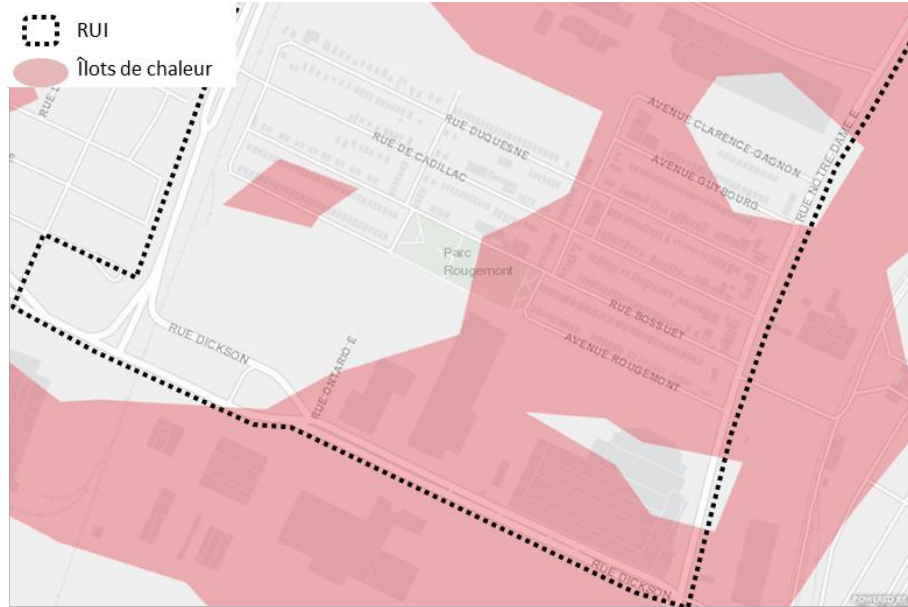 RUI
Îlots de chaleur
RUE DUQUESNE
RUE DE CADILLAC
AVENUE CLARENCE-GAGNON
AVENUE GUYBOURG
RUE NOTRE-DAME E
Parc
Rougemont
RUE BOSSUET
AVENUE ROUGEMONT
RUE DICKSON
RUE ONTARIO E
RUE DICKSON
POWERED BY